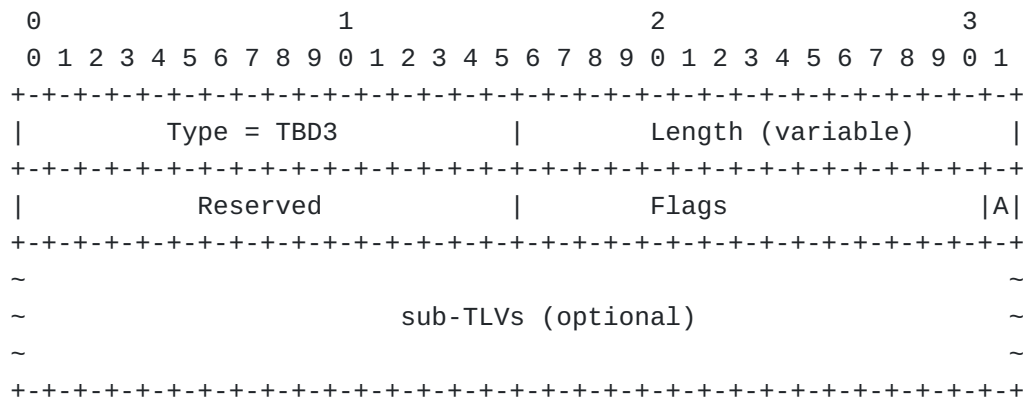 0                   1                   2                   3
 0 1 2 3 4 5 6 7 8 9 0 1 2 3 4 5 6 7 8 9 0 1 2 3 4 5 6 7 8 9 0 1
+-+-+-+-+-+-+-+-+-+-+-+-+-+-+-+-+-+-+-+-+-+-+-+-+-+-+-+-+-+-+-+-+
|         Type = TBD3           |        Length (variable)      |
+-+-+-+-+-+-+-+-+-+-+-+-+-+-+-+-+-+-+-+-+-+-+-+-+-+-+-+-+-+-+-+-+
|           Reserved            |        Flags                |A|
+-+-+-+-+-+-+-+-+-+-+-+-+-+-+-+-+-+-+-+-+-+-+-+-+-+-+-+-+-+-+-+-+
~                                                               ~
~                        sub-TLVs (optional)                    ~
~                                                               ~
+-+-+-+-+-+-+-+-+-+-+-+-+-+-+-+-+-+-+-+-+-+-+-+-+-+-+-+-+-+-+-+-+